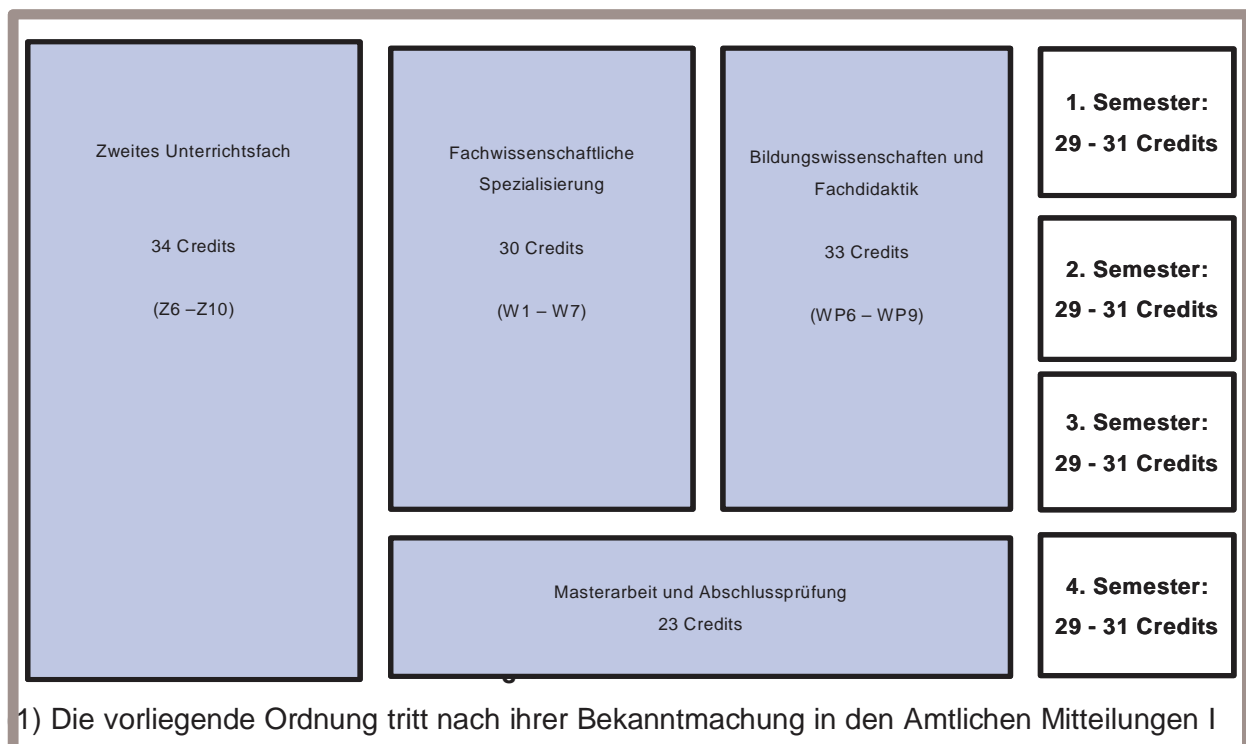 Zweites Unterrichtsfach
34 Credits
(Z6 –Z10)
Fachwissenschaftliche
Spezialisierung
30 Credits
(W1 – W7)
Bildungswissenschaften und
Fachdidaktik
33 Credits
(WP6 – WP9)
1. Semester:
29 - 31 Credits
2. Semester:
29 - 31 Credits
3. Semester:
29 - 31 Credits
Masterarbeit und Abschlussprüfung
23 Credits
4. Semester:
29 - 31 Credits
1) Die vorliegende Ordnung tritt nach ihrer Bekanntmachung in den Amtlichen Mitteilungen I